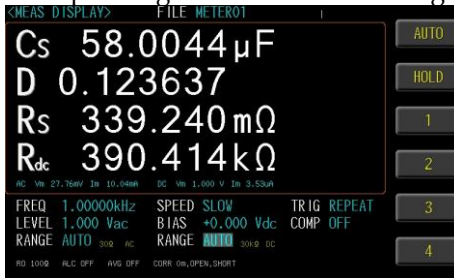 <MEAS DISPLAY> FILE METER01
AUTO
Cs 58.0044µF
HOLD
D 0.123637
1
Rs 339.240mΩ
2
Rdc 390.414kΩ
AC Vm 27.76mV Im 10.04mA DC Vm 1.000 V Im 3.53uA
FREQ 1.00000kHz SPEED SLOW TRIG REPEAT
3
LEVEL 1.000 Vac BIAS +0.000 Vdc COMP OFF
RANGE AUTO 30Ω AC RANGE AUTO 30kΩ DC
4
RO 100Ω ALC OFF AVG OFF CORR 0m,OPEN,SHORT